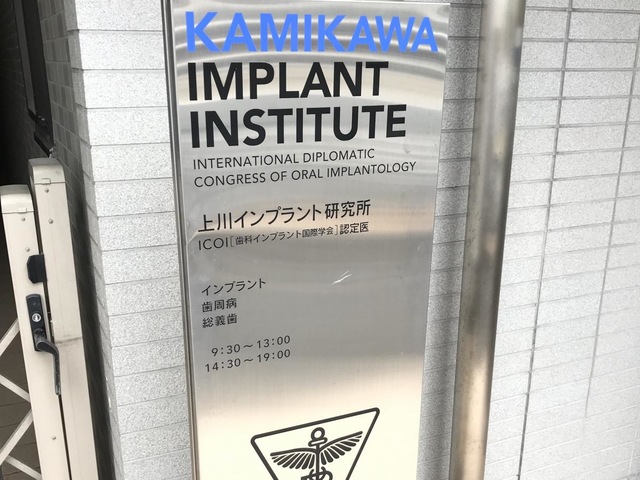 KAMIKAWA
IMPLANT
INSTITUTE
INTERNATIONAL DIPLOMATIC
CONGRESS OF ORAL IMPLANTOLOGY
上川インプラント研究所
ICOI[歯科インプラント国際学会]認定医
インプラント
歯周病
総義歯
9:30～13:00
14:30～19:00